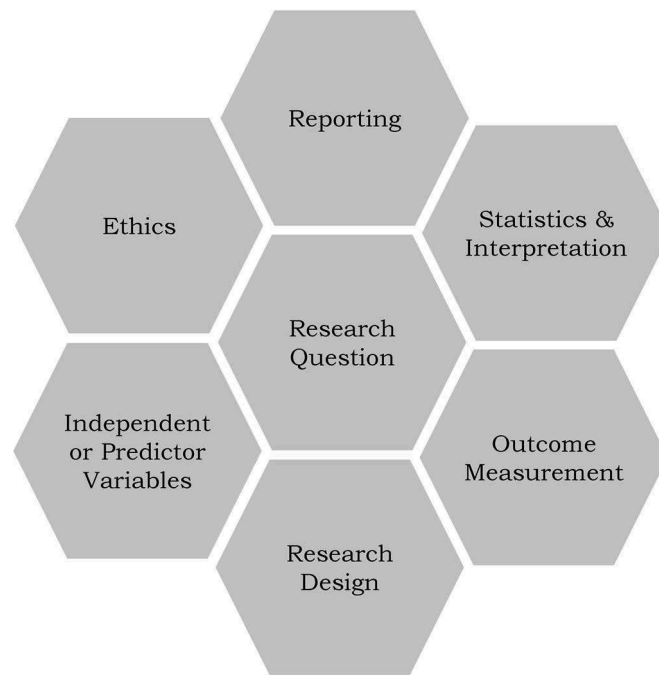 Reporting
Ethics
Statistics &
Interpretation
Research
Question
Independent
or Predictor
Variables
Outcome
Measurement
Research
Design